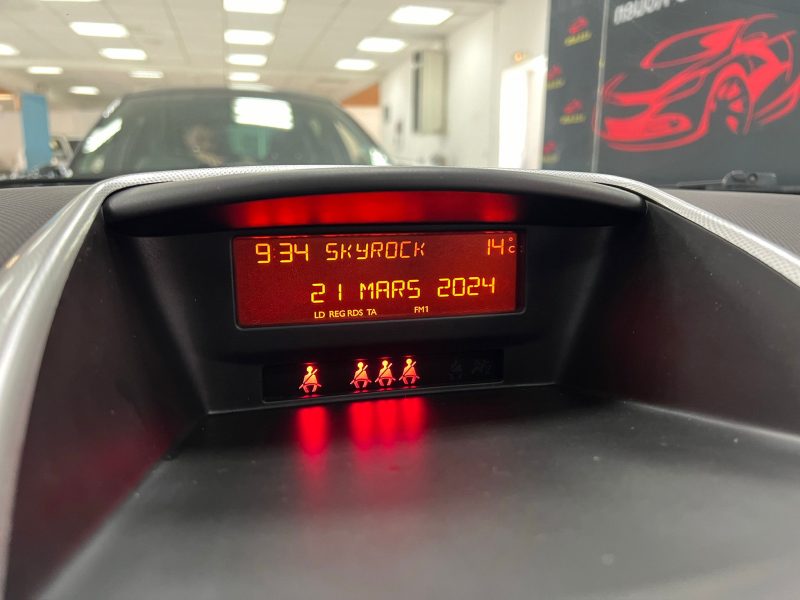 9:34 SKYROCK 14°C
21 MARS 2024
LD REG RDS TA FM1